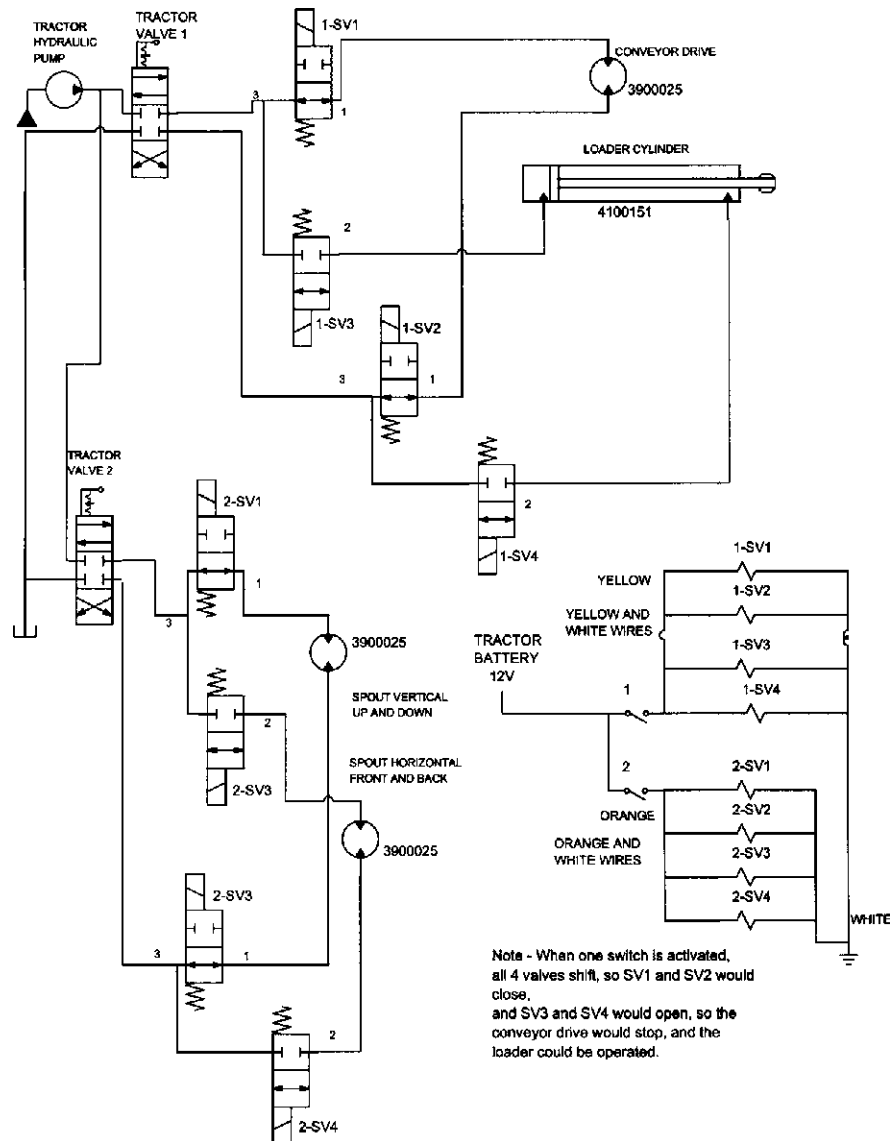 TRACTOR
HYDRAULIC
PUMP
TRACTOR
VALVE 1
1-SV1
CONVEYOR DRIVE
3900025
3
1
LOADER CYLINDER
4100151
2
1-SV3
1-SV2
3
1
2
1-SV4
TRACTOR
VALVE 2
2-SV1
1
3
3900025
SPOUT VERTICAL
UP AND DOWN
2
2-SV3
SPOUT HORIZONTAL
FRONT AND BACK
3900025
2-SV3
3
1
2
2-SV4
1-SV1
YELLOW
1-SV2
YELLOW AND
WHITE WIRES
TRACTOR
BATTERY
12V
1-SV3
1
1-SV4
2
2-SV1
ORANGE
2-SV2
ORANGE AND
WHITE WIRES
2-SV3
2-SV4
WHITE
Note - When one switch is activated,
all 4 valves shift, so SV1 and SV2 would
close,
and SV3 and SV4 would open, so the
conveyor drive would stop, and the
loader could be operated.